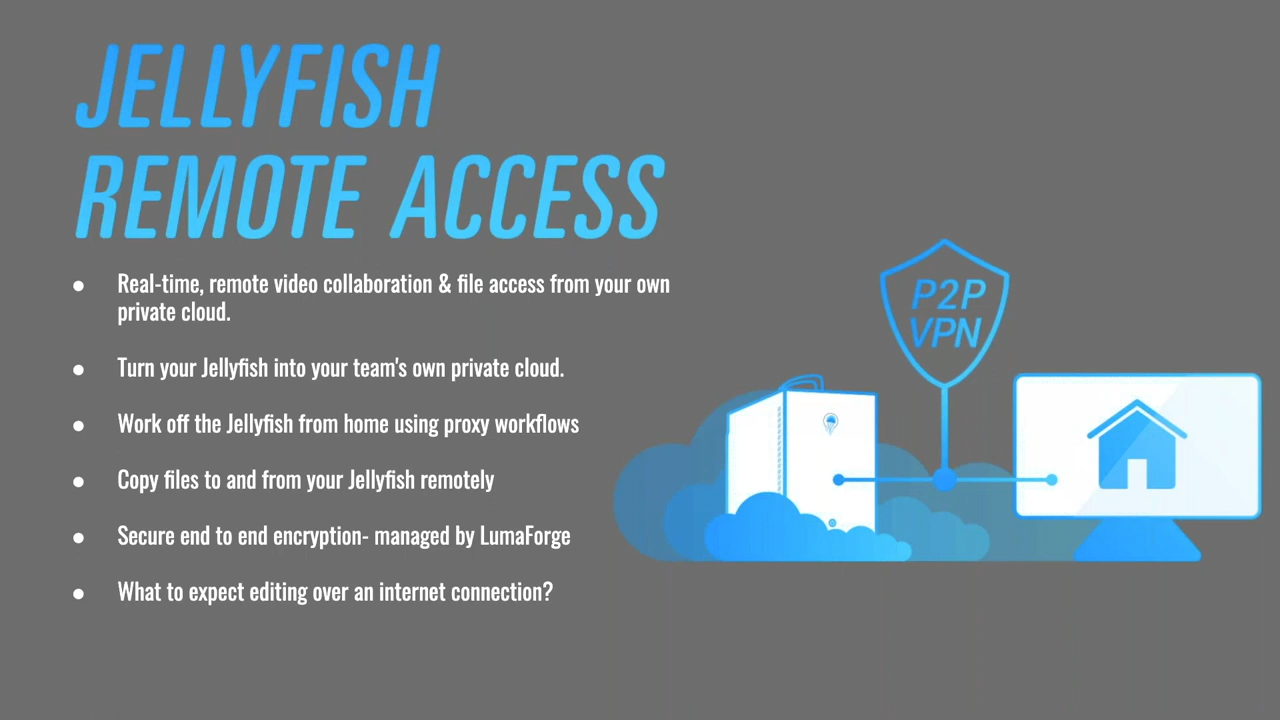 JELLYFISH
REMOTE ACCESS
● Real-time, remote video collaboration & file access from your own
private cloud.
● Turn your Jellyfish into your team's own private cloud.
● Work off the Jellyfish from home using proxy workflows
● Copy files to and from your Jellyfish remotely
● Secure end to end encryption- managed by LumaForge
● What to expect editing over an internet connection?
P2P
VPN